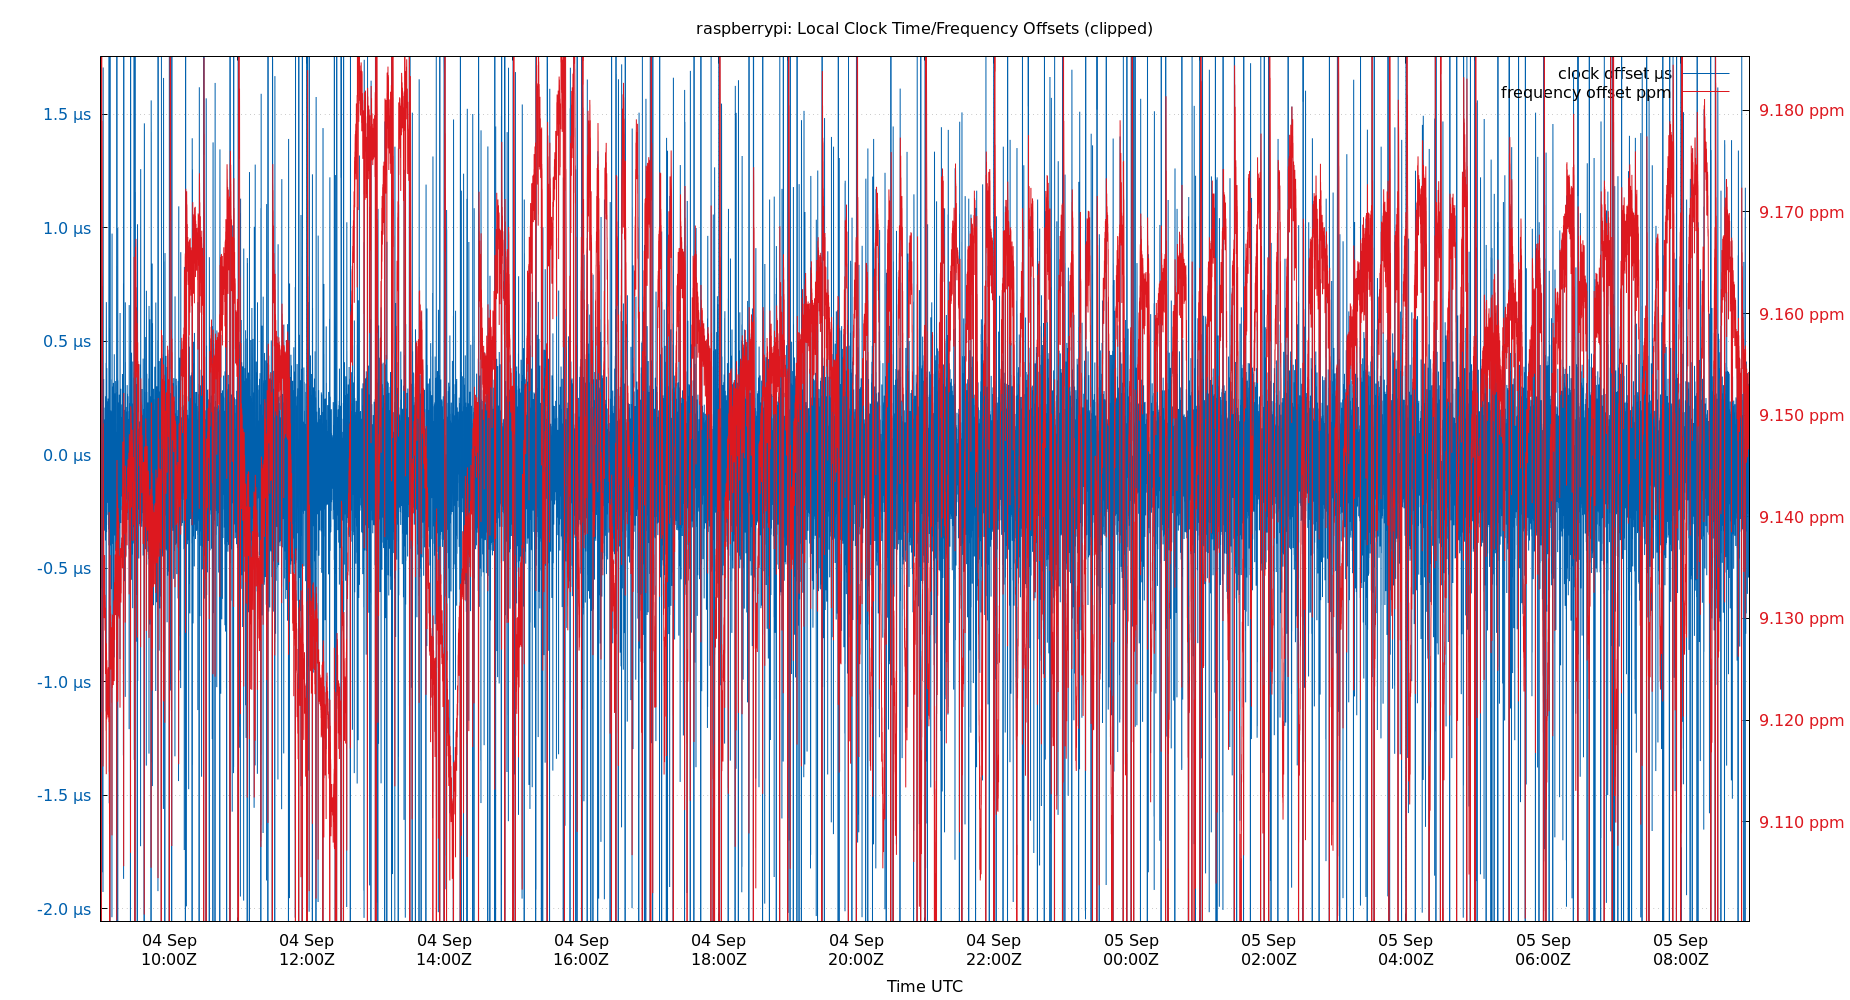 raspberrypi: Local Clock Time/Frequency Offsets (clipped)
clock offset µs
frequency offset ppm
1.5 µs
1.0 µs
0.5 µs
0.0 µs
-0.5 µs
-1.0 µs
-1.5 µs
-2.0 µs
9.180 ppm
9.170 ppm
9.160 ppm
9.150 ppm
9.140 ppm
9.130 ppm
9.120 ppm
9.110 ppm
04 Sep 04 Sep 04 Sep 04 Sep 04 Sep 04 Sep 04 Sep 05 Sep 05 Sep 05 Sep 05 Sep 05 Sep
10:00Z 12:00Z 14:00Z 16:00Z 18:00Z 20:00Z 22:00Z 00:00Z 02:00Z 04:00Z 06:00Z 08:00Z
Time UTC